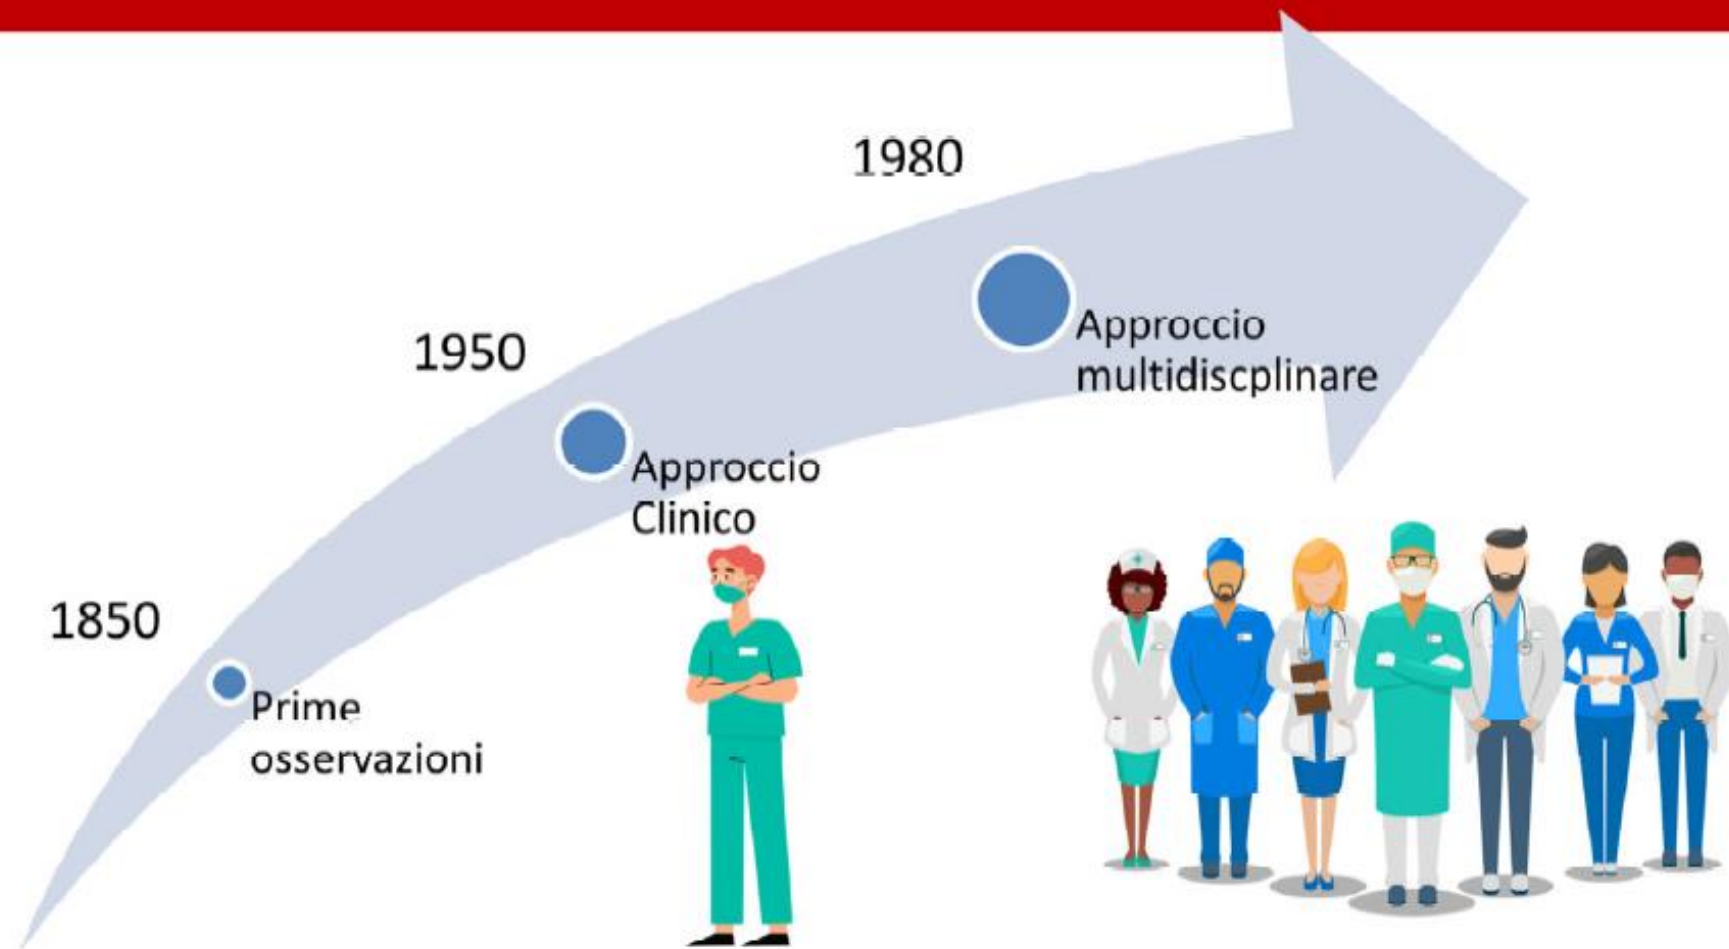 1850
Prime
osservazioni
1950
Approccio
Clinico
1980
Approccio
multidiscplinare